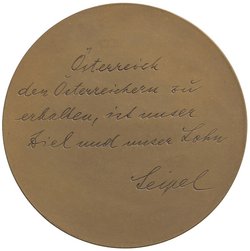 Österreich
den Österreichern zu
erhalten, ist unser
Ziel und unser Lohn
Seipel